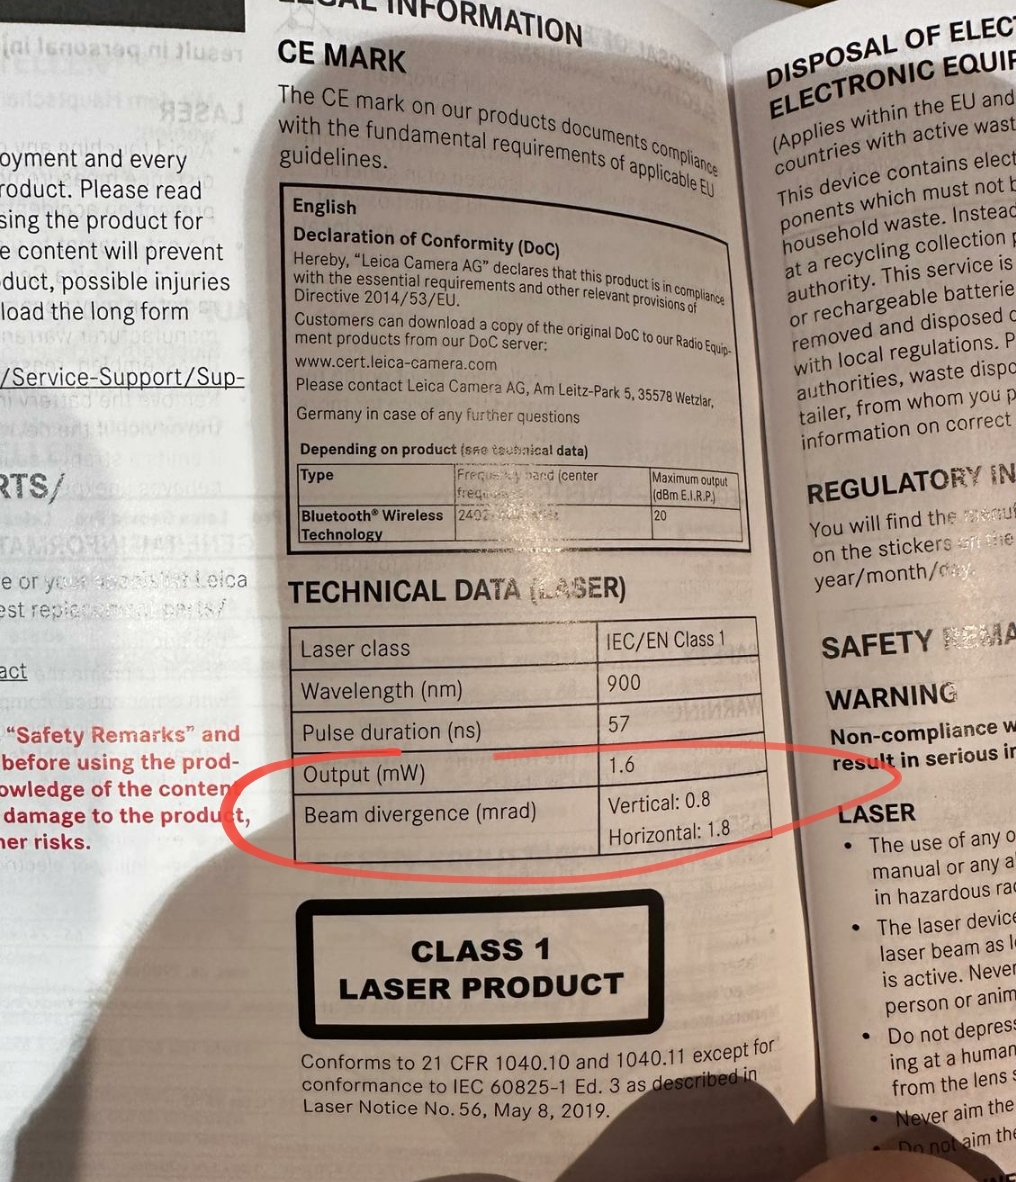 oyment and every
roduct. Please read
sing the product for
e content will prevent
duct, possible injuries
load the long form
/Service-Support/Sup-
RTS/
e or Leica
est
act
"Safety Remarks" and
before using the prod-
owledge of the conten
damage to the product,
her risks.
LEGAL INFORMATION
CE MARK
The CE mark on our products documents compliance
with the fundamental requirements of applicable EU
guidelines.
English
Declaration of Conformity (DoC)
Hereby, "Leica Camera AG" declares that this product is in compliance
with the essential requirements and other relevant provisions of
Directive 2014/53/EU.
Customers can download a copy of the original DoC to our Radio Equip-
ment products from our DoC server:
www.cert.leica-camera.com
Please contact Leica Camera AG, Am Leitz-Park 5, 35578 Wetzlar,
Germany in case of any further questions
Depending on product (see technical data)
Type Frequency band (center Maximum output
(dBm E.I.R.P.)
Bluetooth® Wireless 20
Technology
TECHNICAL DATA (LASER)
Laser class IEC/EN Class 1
Wavelength (nm) 900
Pulse duration (ns) 57
Output (mW) 1.6
Beam divergence (mrad) Vertical: 0.8
Horizontal: 1.8
CLASS 1
LASER PRODUCT
Conforms to 21 CFR 1040.10 and 1040.11 except for
conformance to IEC 60825-1 Ed. 3 as described in
Laser Notice No. 56, May 8, 2019.
DISPOSAL OF ELECT
ELECTRONIC EQUIP
(Applies within the EU and
countries with active wast
This device contains elect
ponents which must not b
household waste. Instead
at a recycling collection p
authority. This service is
or rechargeable batterie
removed and disposed o
with local regulations. P
authorities, waste dispo
tailer, from whom you p
information on correct
REGULATORY IN
You will find the
on the stickers on the
year/month/day.
SAFETY REMA
WARNING
Non-compliance w
result in serious in
LASER
• The use of any o
manual or any a
in hazardous rad
• The laser device
laser beam as l
is active. Never
person or anim
• Do not depress
ing at a human
from the lens s
• Never aim the
• Do not aim the